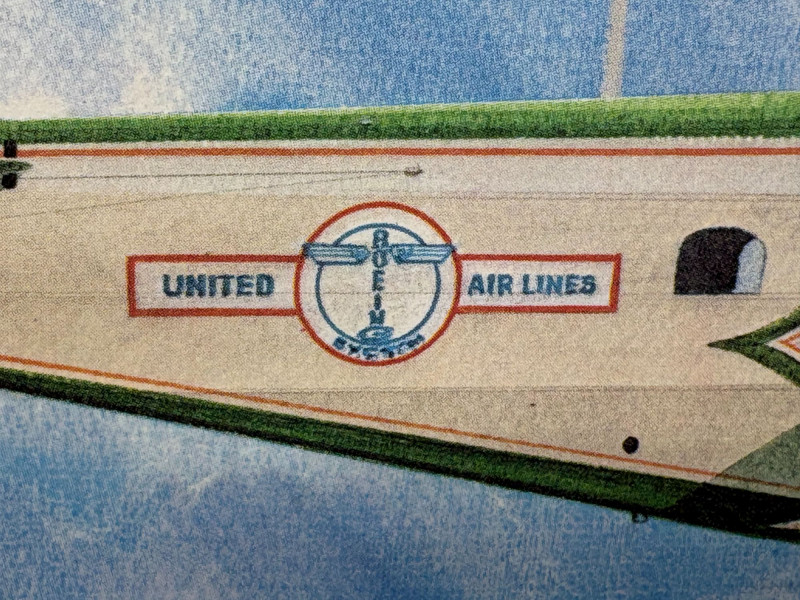 UNITED
BOEING
SYSTEM
AIR LINES